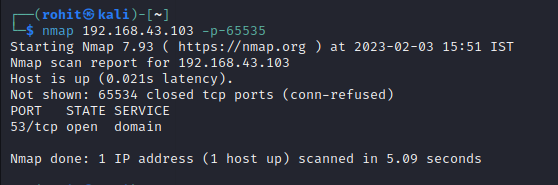 ┌──(rohit㉿kali)-[~]
└─$ nmap 192.168.43.103 -p-65535
Starting Nmap 7.93 ( https://nmap.org ) at 2023-02-03 15:51 IST
Nmap scan report for 192.168.43.103
Host is up (0.021s latency).
Not shown: 65534 closed tcp ports (conn-refused)
PORT   STATE SERVICE
53/tcp open  domain
Nmap done: 1 IP address (1 host up) scanned in 5.09 seconds